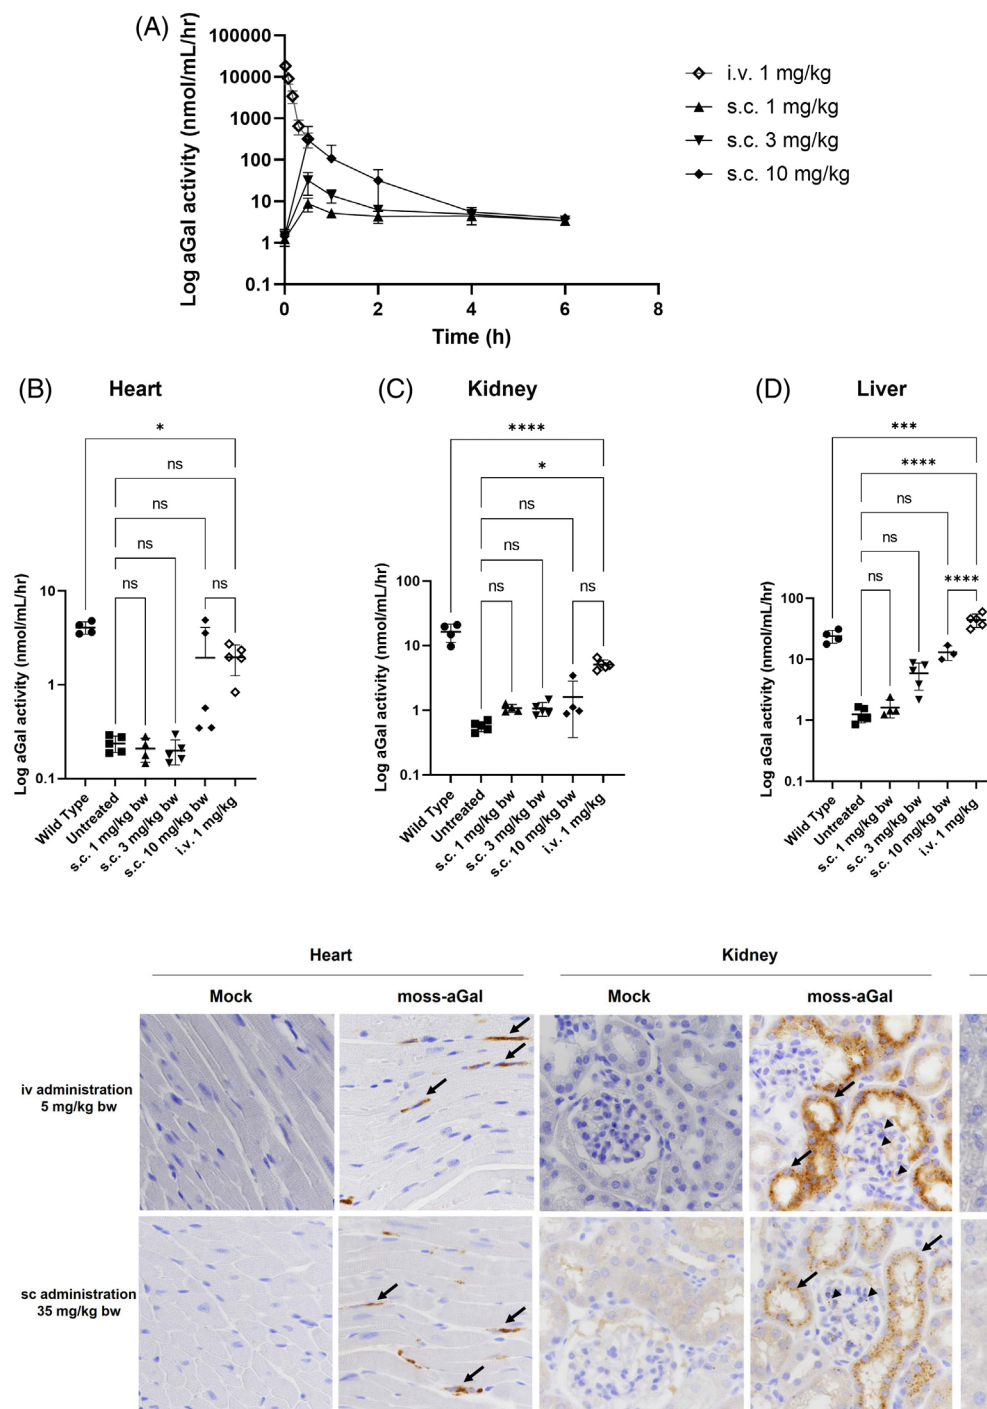 (A)
Log aGal activity (nmol/mL/hr)
100000
10000
1000
100
10
1
0.1
0
2
4
6
8
Time (h)
i.v. 1 mg/kg
s.c. 1 mg/kg
s.c. 3 mg/kg
s.c. 10 mg/kg
(B)
Heart
*
ns
ns
ns
ns
ns
Log aGal activity (nmol/mL/hr)
10
1
0.1
Wild Type
Untreated
s.c. 1 mg/kg bw
s.c. 3 mg/kg bw
s.c. 10 mg/kg bw
i.v. 1 mg/kg
(C)
Kidney
****
*
ns
ns
ns
ns
Log aGal activity (nmol/mL/hr)
100
10
1
0.1
Wild Type
Untreated
s.c. 1 mg/kg bw
s.c. 3 mg/kg bw
s.c. 10 mg/kg bw
i.v. 1 mg/kg
(D)
Liver
***
****
ns
ns
ns
****
Log aGal activity (nmol/mL/hr)
100
10
1
0.1
Wild Type
Untreated
s.c. 1 mg/kg bw
s.c. 3 mg/kg bw
s.c. 10 mg/kg bw
i.v. 1 mg/kg
Heart
Kidney
Mock
moss-aGal
Mock
moss-aGal
iv administration
5 mg/kg bw
sc administration
35 mg/kg bw